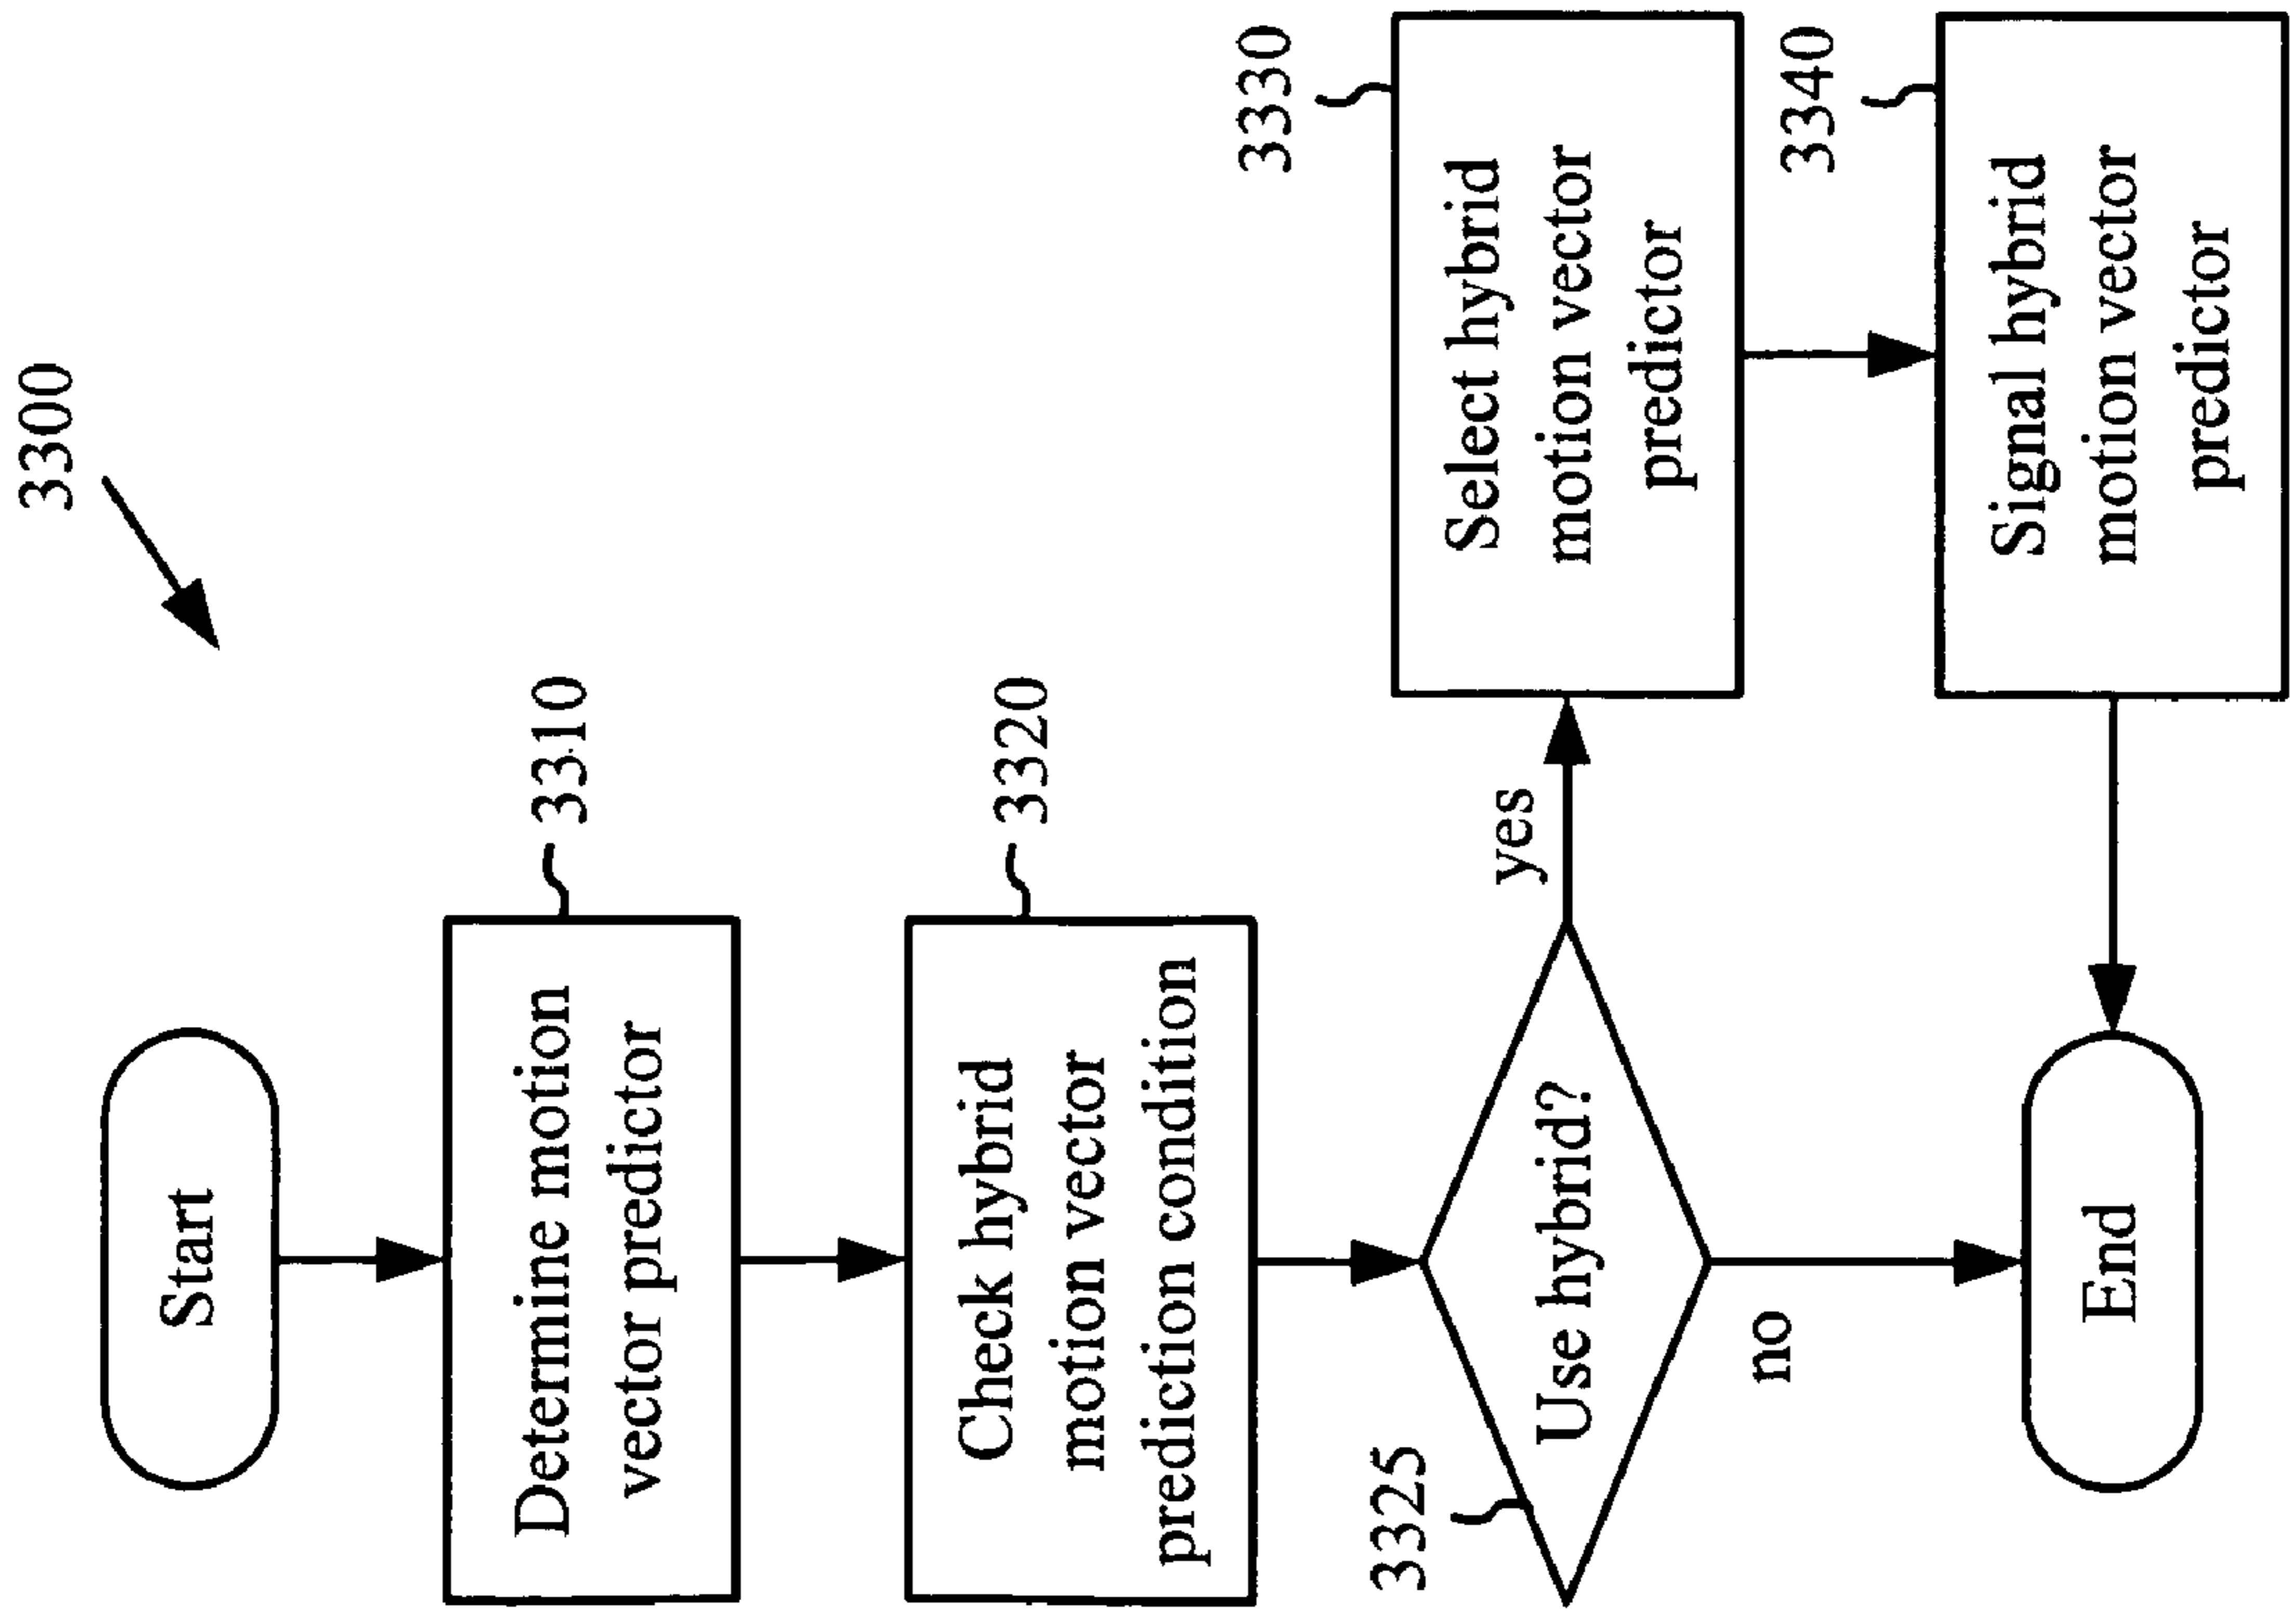 3300
Start
Determine motion
vector predictor
3310
Check hybrid
motion vector
prediction condition
3320
3325
Use hybrid?
yes
no
Select hybrid
motion vector
predictor
3330
Signal hybrid
motion vector
predictor
3340
End